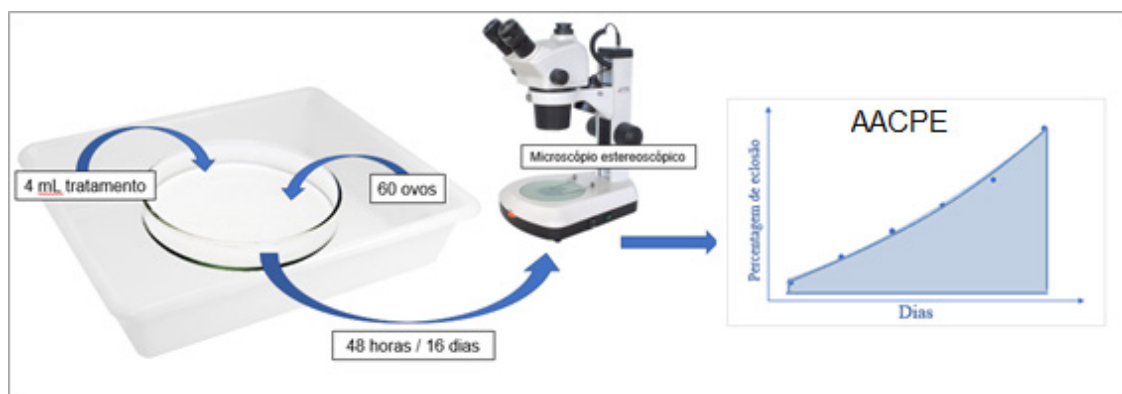 4 mL tratamento
60 ovos
48 horas / 16 dias
Microscópio estereoscópico
AACPE
Percentagem de eclosão
Dias